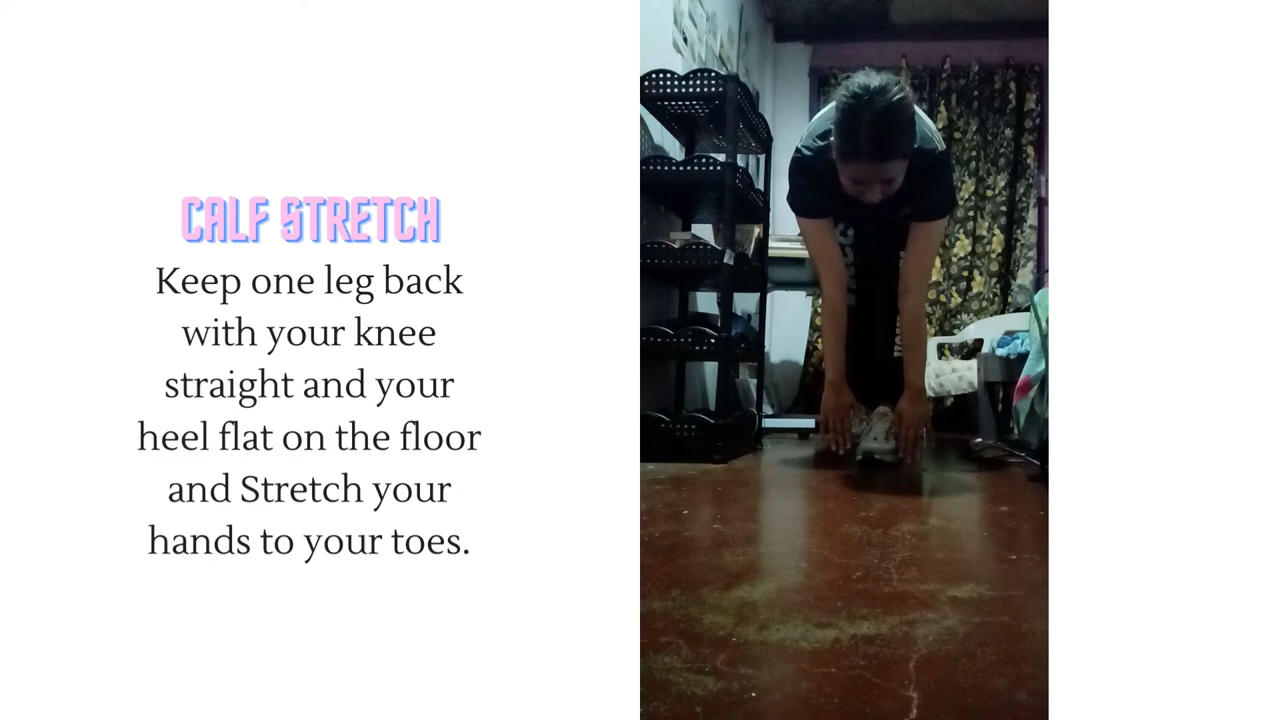 CALF STRETCH
Keep one leg back
with your knee
straight and your
heel flat on the floor
and Stretch your
hands to your toes.